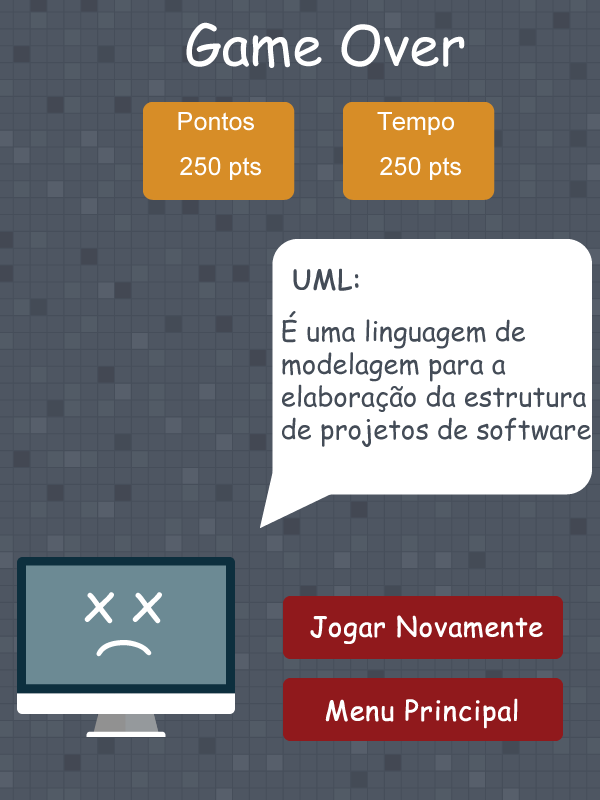 Game Over
Pontos
250 pts
Tempo
250 pts
UML:
É uma linguagem de
modelagem para a
elaboração da estrutura
de projetos de software
Jogar Novamente
Menu Principal